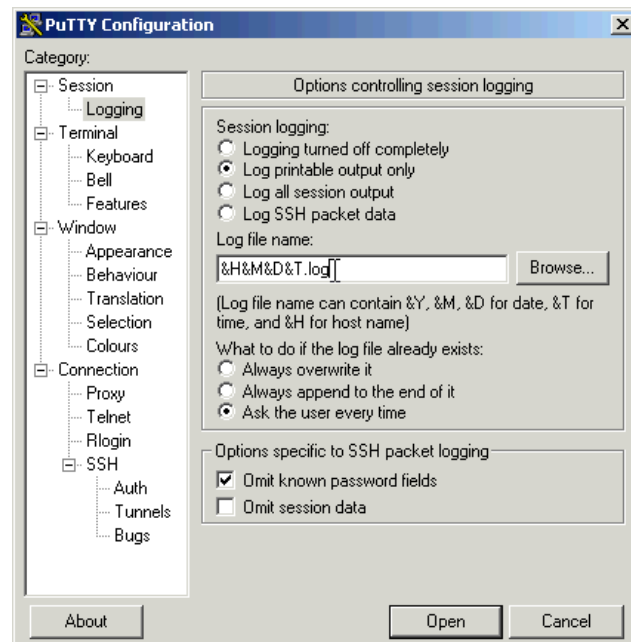 PuTTY Configuration
Category:
Session
Logging
Terminal
Keyboard
Bell
Features
Window
Appearance
Behaviour
Translation
Selection
Colours
Connection
Proxy
Telnet
Rlogin
SSH
Auth
Tunnels
Bugs
Options controlling session logging
Session logging:
Logging turned off completely
Log printable output only
Log all session output
Log SSH packet data
Log file name:
&H&M&D&T.log
Browse...
(Log file name can contain &Y, &M, &D for date, &T for
time, and &H for host name)
What to do if the log file already exists:
Always overwrite it
Always append to the end of it
Ask the user every time
Options specific to SSH packet logging
Omit known password fields
Omit session data
About
Open
Cancel